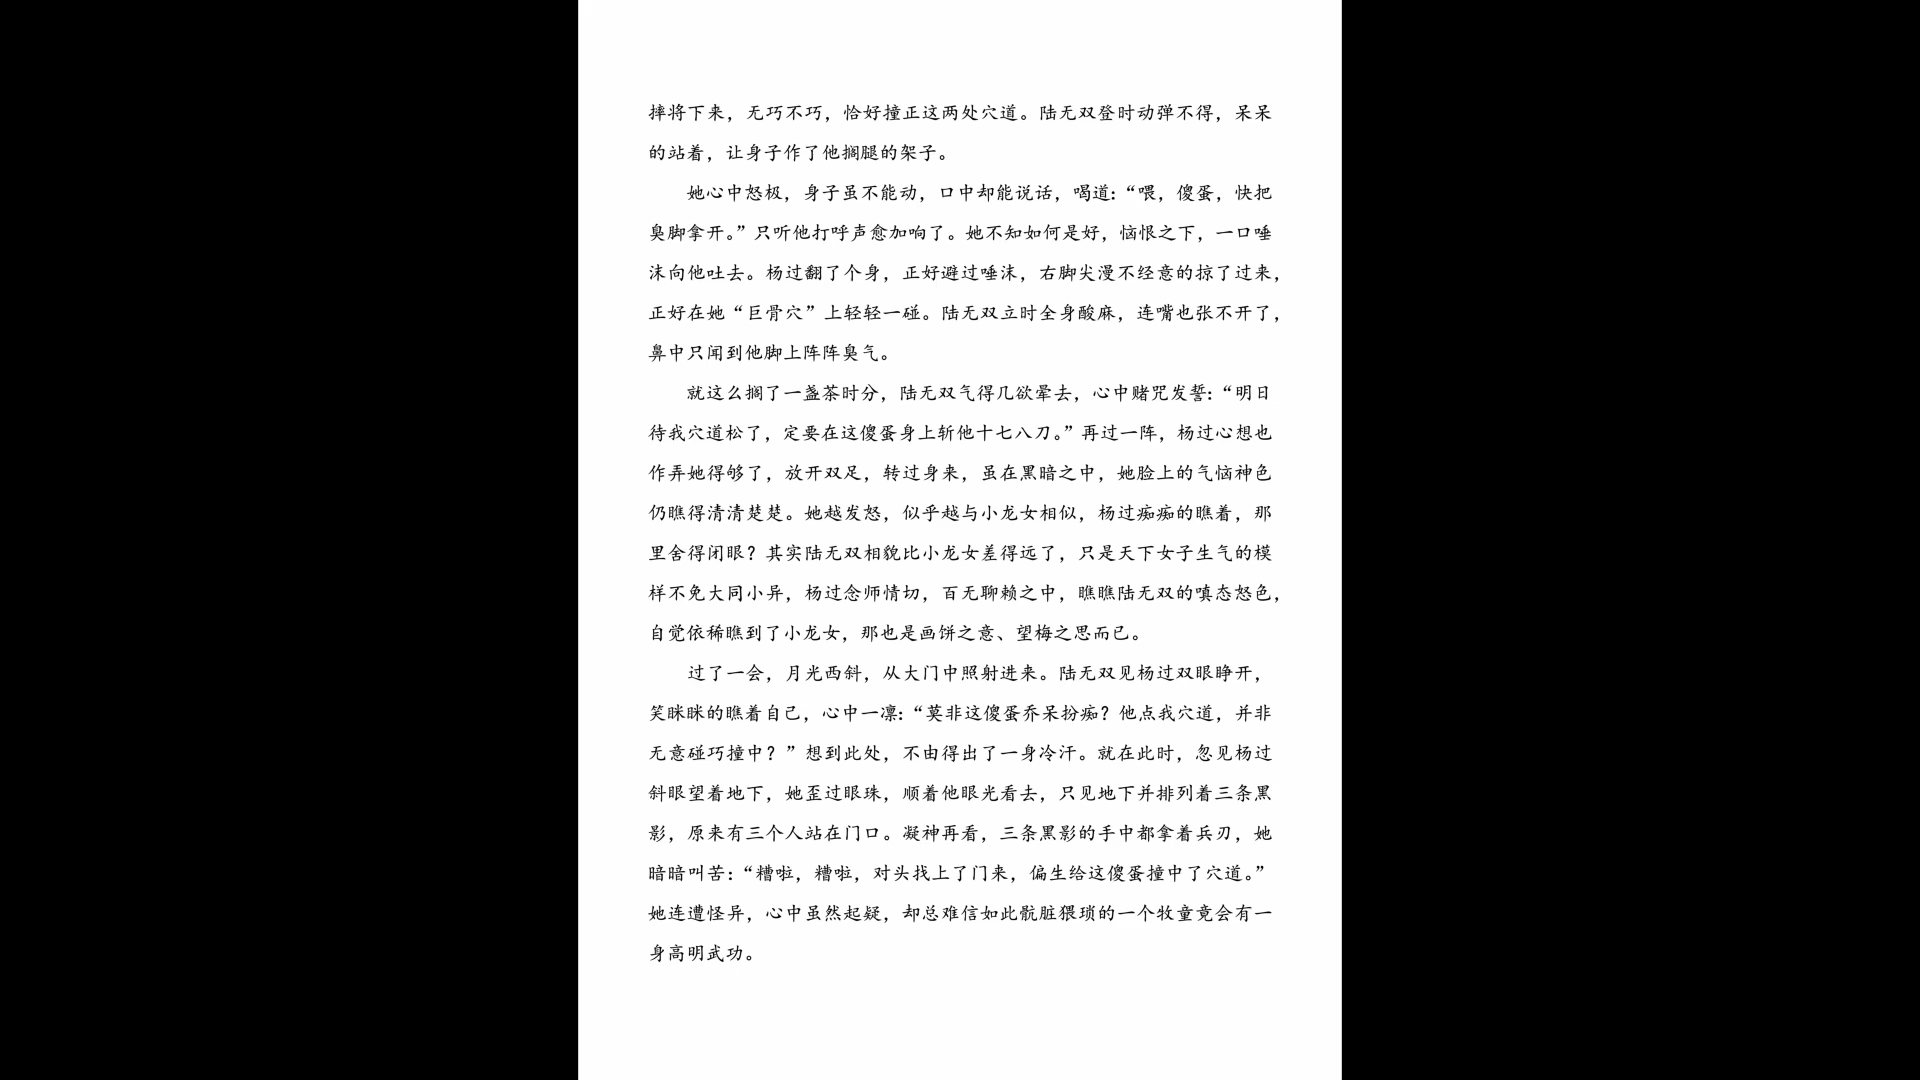 摔将下来，无巧不巧，恰好撞正这两处穴道。陆无双登时动弹不得，呆呆
的站着，让身子作了他搁腿的架子。
她心中怒极，身子虽不能动，口中却能说话，喝道：“喂，傻蛋，快把
臭脚拿开。”只听他打呼声愈加响了。她不知如何是好，恼恨之下，一口唾
沫向他吐去。杨过翻了个身，正好避过唾沫，右脚尖漫不经意的掠了过来，
正好在她“巨骨穴”上轻轻一碰。陆无双立时全身酸麻，连嘴也张不开了，
鼻中只闻到他脚上阵阵臭气。
就这么搁了一盏茶时分，陆无双气得几欲晕去，心中赌咒发誓：“明日
待我穴道松了，定要在这傻蛋身上斩他十七八刀。”再过一阵，杨过心想也
作弄她得够了，放开双足，转过身来，虽在黑暗之中，她脸上的气恼神色
仍瞧得清清楚楚。她越发怒，似乎越与小龙女相似，杨过痴痴的瞧着，那
里舍得闭眼？其实陆无双相貌比小龙女差得远了，只是天下女子生气的模
样不免大同小异，杨过念师情切，百无聊赖之中，瞧瞧陆无双的嗔态怒色，
自觉依稀瞧到了小龙女，那也是画饼之意、望梅之思而已。
过了一会，月光西斜，从大门中照射进来。陆无双见杨过双眼睁开，
笑眯眯的瞧着自己，心中一凛：“莫非这傻蛋乔呆扮痴？他点我穴道，并非
无意碰巧撞中？”想到此处，不由得出了一身冷汗。就在此时，忽见杨过
斜眼望着地下，她歪过眼珠，顺着他眼光看去，只见地下并排列着三条黑
影，原来有三个人站在门口。凝神再看，三条黑影的手中都拿着兵刃，她
暗暗叫苦：“糟啦，糟啦，对头找上了门来，偏生给这傻蛋撞中了穴道。”
她连遭怪异，心中虽然起疑，却总难信如此骯脏猥琐的一个牧童竟会有一
身高明武功。